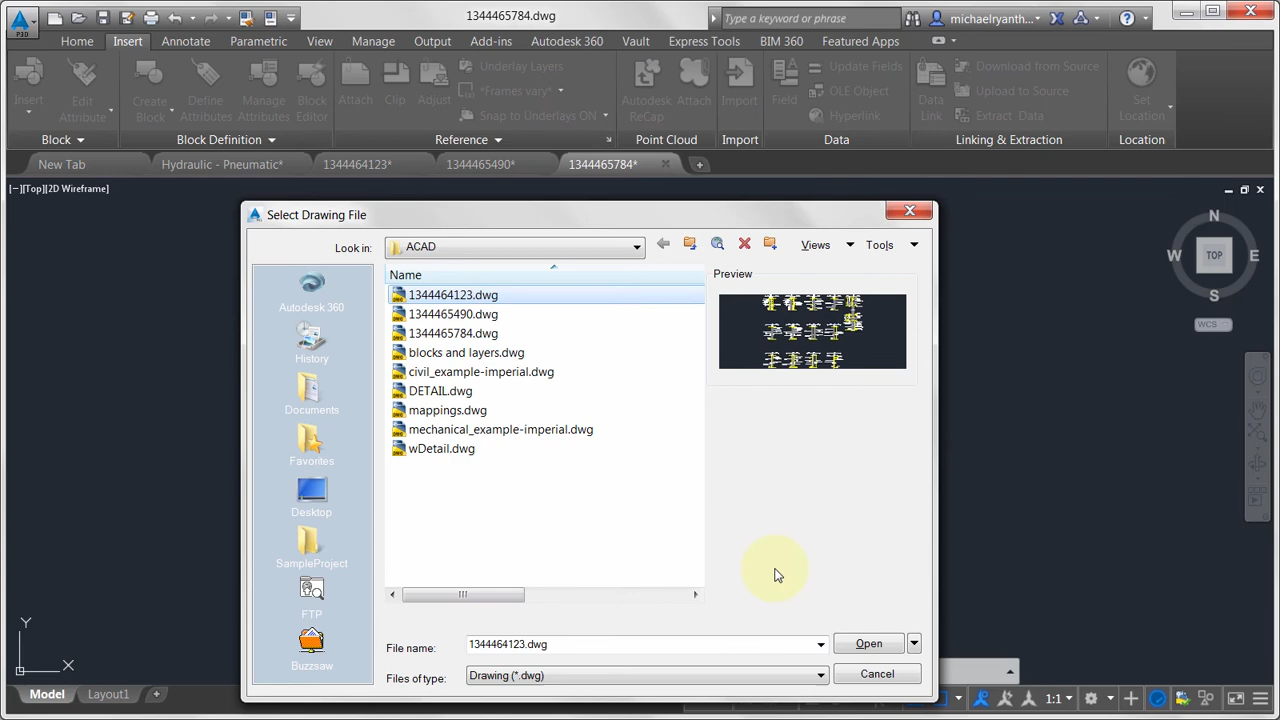 1344465784.dwg
Type a keyword or phrase
michaelryanth...
P3D
Home Insert Annotate Parametric View Manage Output Add-ins Autodesk 360 Vault Express Tools BIM 360 Featured Apps
Insert
Edit Attribute
Create Block
Define Attributes
Manage Attributes
Block Editor
Attach
Clip
Adjust
Underlay Layers
*Frames vary*
Snap to Underlays ON
Autodesk ReCap
Attach
Import
Field
Update Fields
OLE Object
Hyperlink
Data Link
Download from Source
Upload to Source
Extract Data
Set Location
Block Block Definition Reference Point Cloud Import Data Linking & Extraction Location
New Tab Hydraulic - Pneumatic* 1344464123* 1344465490* 1344465784*
[−][Top][2D Wireframe]
N
W TOP E
S
WCS
Select Drawing File
Look in: ACAD Views Tools
Name
Preview
1344464123.dwg
1344465490.dwg
1344465784.dwg
blocks and layers.dwg
civil_example-imperial.dwg
DETAIL.dwg
mappings.dwg
mechanical_example-imperial.dwg
wDetail.dwg
Autodesk 360
History
Documents
Favorites
Desktop
SampleProject
FTP
Buzzsaw
File name: 1344464123.dwg Open
Files of type: Drawing (*.dwg) Cancel
Y
X
Model Layout1
1:1